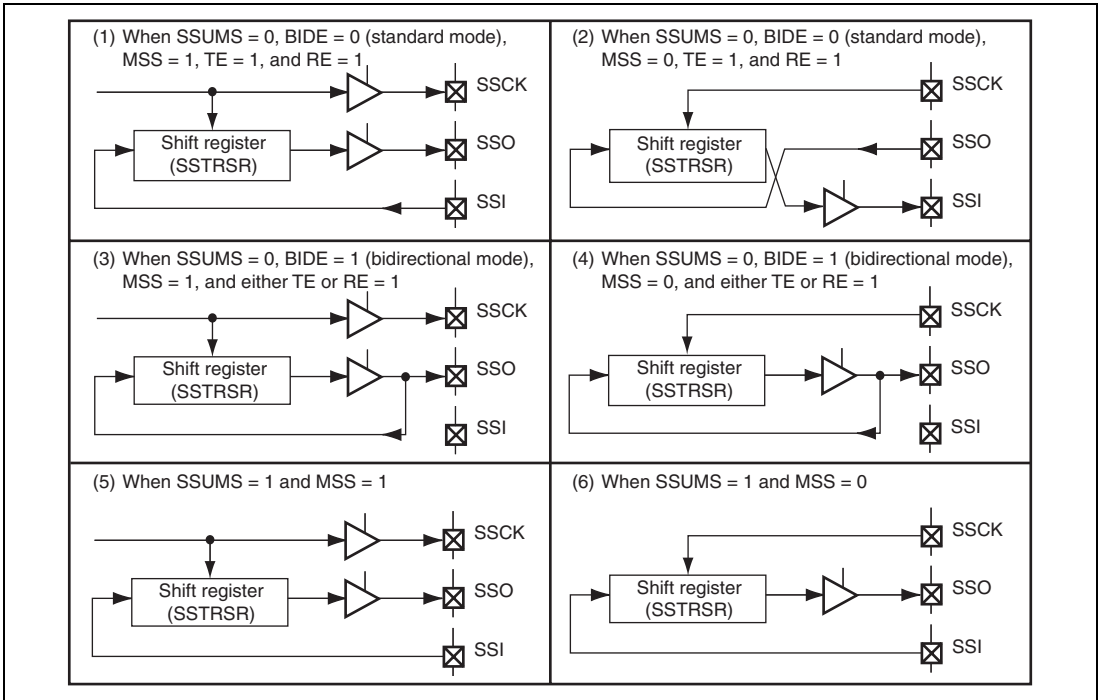 (1) When SSUMS = 0, BIDE = 0 (standard mode),
MSS = 1, TE = 1, and RE = 1
SSCK
Shift register
(SSTRSR)
SSO
SSI
(2) When SSUMS = 0, BIDE = 0 (standard mode),
MSS = 0, TE = 1, and RE = 1
SSCK
Shift register
(SSTRSR)
SSO
SSI
(3) When SSUMS = 0, BIDE = 1 (bidirectional mode),
MSS = 1, and either TE or RE = 1
SSCK
Shift register
(SSTRSR)
SSO
SSI
(4) When SSUMS = 0, BIDE = 1 (bidirectional mode),
MSS = 0, and either TE or RE = 1
SSCK
Shift register
(SSTRSR)
SSO
SSI
(5) When SSUMS = 1 and MSS = 1
SSCK
Shift register
(SSTRSR)
SSO
SSI
(6) When SSUMS = 1 and MSS = 0
SSCK
Shift register
(SSTRSR)
SSO
SSI